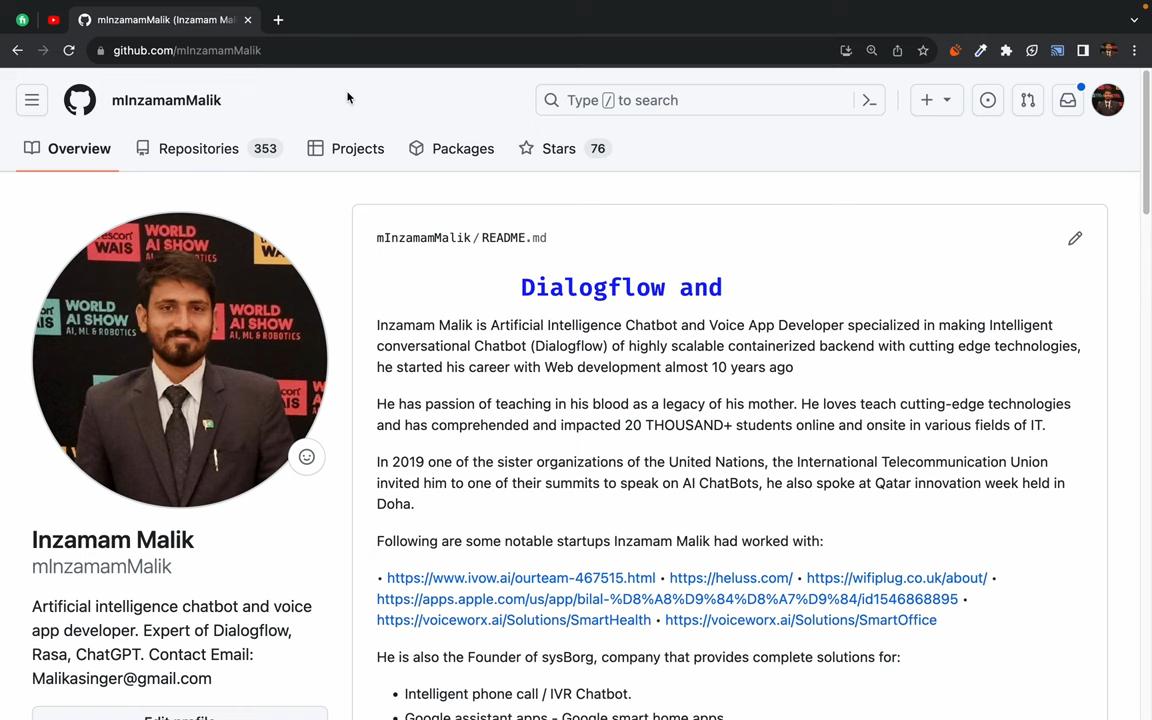 mInzamamMalik (Inzamam Mal
github.com/mInzamamMalik
mInzamamMalik
Type / to search
Overview
Repositories 353
Projects
Packages
Stars 76
WORLD
AI SHOW
AI, ML & ROBOTICS
mInzamamMalik/README.md
Dialogflow and
Inzamam Malik is Artificial Intelligence Chatbot and Voice App Developer specialized in making Intelligent
conversational Chatbot (Dialogflow) of highly scalable containerized backend with cutting edge technologies,
he started his career with Web development almost 10 years ago
He has passion of teaching in his blood as a legacy of his mother. He loves teach cutting-edge technologies
and has comprehended and impacted 20 THOUSAND+ students online and onsite in various fields of IT.
In 2019 one of the sister organizations of the United Nations, the International Telecommunication Union
invited him to one of their summits to speak on AI ChatBots, he also spoke at Qatar innovation week held in
Doha.
Following are some notable startups Inzamam Malik had worked with:
• https://www.ivow.ai/ourteam-467515.html • https://heluss.com/ • https://wifiplug.co.uk/about/ •
https://apps.apple.com/us/app/bilal-%D8%A8%D9%84%D8%A7%D9%84/id1546868895 •
https://voiceworx.ai/Solutions/SmartHealth • https://voiceworx.ai/Solutions/SmartOffice
He is also the Founder of sysBorg, company that provides complete solutions for:
• Intelligent phone call / IVR Chatbot.
• Google assistant apps - Google smart home apps
Inzamam Malik
mInzamamMalik
Artificial intelligence chatbot and voice
app developer. Expert of Dialogflow,
Rasa, ChatGPT. Contact Email:
Malikasinger@gmail.com
Edit profile